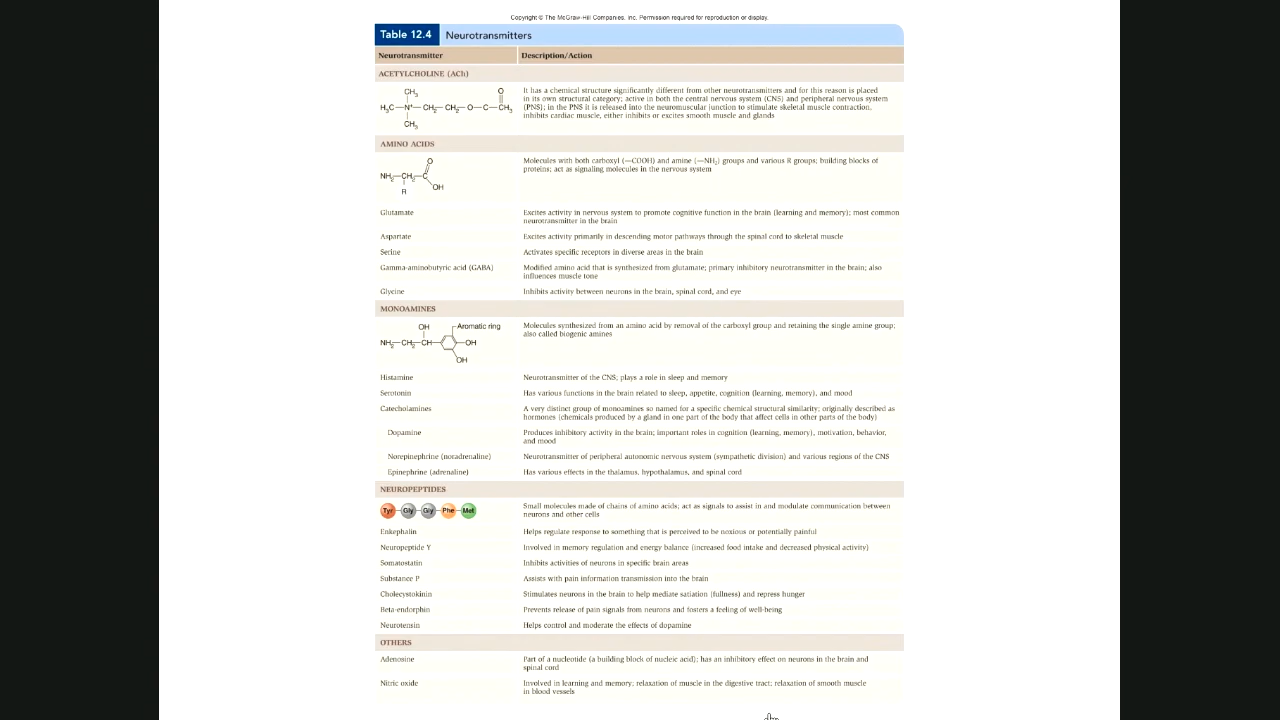 Copyright © The McGraw-Hill Companies, Inc. Permission required for reproduction or display.
Table 12.4 Neurotransmitters
Neurotransmitter Description/Action
ACETYLCHOLINE (ACh)
CH3 O
H3C—N+—CH2—CH2—O—C—CH3
CH3
It has a chemical structure significantly different from other neurotransmitters and for this reason is placed
in its own structural category; active in both the central nervous system (CNS) and peripheral nervous system
(PNS); in the PNS it is released into the neuromuscular junction to stimulate skeletal muscle contraction,
inhibits cardiac muscle, either inhibits or excites smooth muscle and glands
AMINO ACIDS
O
NH2—CH2—C
OH
R
Molecules with both carboxyl (—COOH) and amine (—NH2) groups and various R groups; building blocks of
proteins; act as signaling molecules in the nervous system
Glutamate Excites activity in nervous system to promote cognitive function in the brain (learning and memory); most common
neurotransmitter in the brain
Aspartate Excites activity primarily in descending motor pathways through the spinal cord to skeletal muscle
Serine Activates specific receptors in diverse areas in the brain
Gamma-aminobutyric acid (GABA) Modified amino acid that is synthesized from glutamate; primary inhibitory neurotransmitter in the brain; also
influences muscle tone
Glycine Inhibits activity between neurons in the brain, spinal cord, and eye
MONOAMINES
OH Aromatic ring
NH2—CH2—CH OH
OH
Molecules synthesized from an amino acid by removal of the carboxyl group and retaining the single amine group;
also called biogenic amines
Histamine Neurotransmitter of the CNS; plays a role in sleep and memory
Serotonin Has various functions in the brain related to sleep, appetite, cognition (learning, memory), and mood
Catecholamines A very distinct group of monoamines so named for a specific chemical structural similarity; originally described as
hormones (chemicals produced by a gland in one part of the body that affect cells in other parts of the body)
Dopamine Produces inhibitory activity in the brain; important roles in cognition (learning, memory), motivation, behavior,
and mood
Norepinephrine (noradrenaline) Neurotransmitter of peripheral autonomic nervous system (sympathetic division) and various regions of the CNS
Epinephrine (adrenaline) Has various effects in the thalamus, hypothalamus, and spinal cord
NEUROPEPTIDES
Tyr Gly Gly Phe Met
Small molecules made of chains of amino acids; act as signals to assist in and modulate communication between
neurons and other cells
Enkephalin Helps regulate response to something that is perceived to be noxious or potentially painful
Neuropeptide Y Involved in memory regulation and energy balance (increased food intake and decreased physical activity)
Somatostatin Inhibits activities of neurons in specific brain areas
Substance P Assists with pain information transmission into the brain
Cholecystokinin Stimulates neurons in the brain to help mediate satiation (fullness) and repress hunger
Beta-endorphin Prevents release of pain signals from neurons and fosters a feeling of well-being
Neurotensin Helps control and moderate the effects of dopamine
OTHERS
Adenosine Part of a nucleotide (a building block of nucleic acid); has an inhibitory effect on neurons in the brain and
spinal cord
Nitric oxide Involved in learning and memory; relaxation of muscle in the digestive tract; relaxation of smooth muscle
in blood vessels